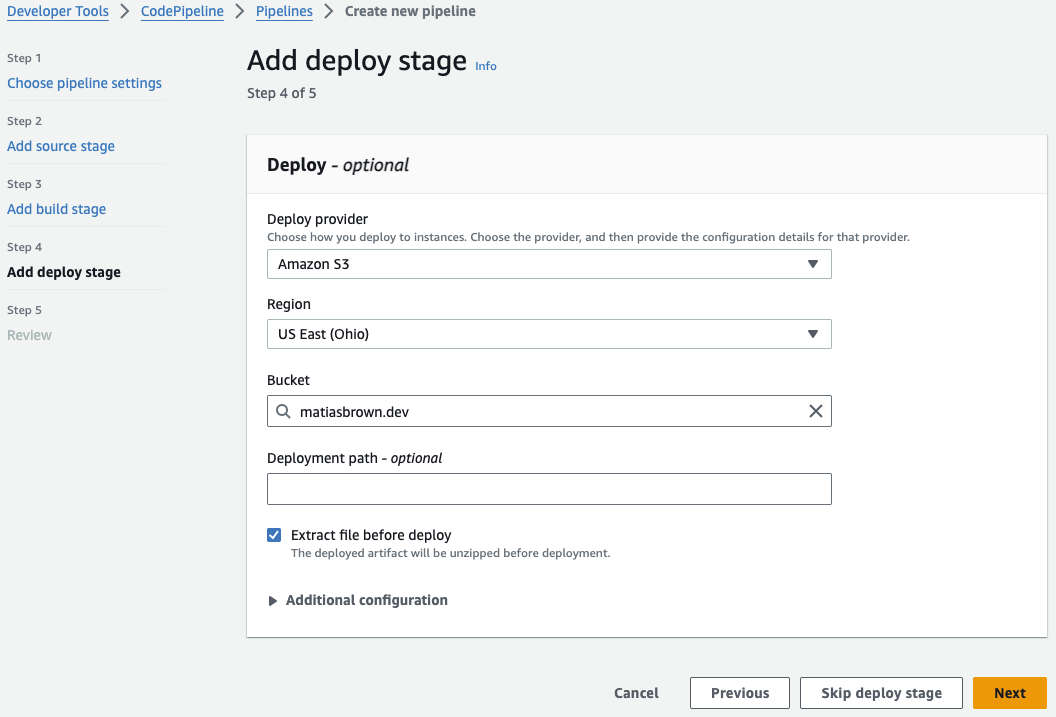 Developer Tools > CodePipeline > Pipelines > Create new pipeline
Step 1
Choose pipeline settings
Step 2
Add source stage
Step 3
Add build stage
Step 4
Add deploy stage
Step 5
Review
Add deploy stage Info
Step 4 of 5
Deploy - optional
Deploy provider
Choose how you deploy to instances. Choose the provider, and then provide the configuration details for that provider.
Amazon S3
Region
US East (Ohio)
Bucket
matiasbrown.dev
Deployment path - optional
Extract file before deploy
The deployed artifact will be unzipped before deployment.
Additional configuration
Cancel Previous Skip deploy stage Next